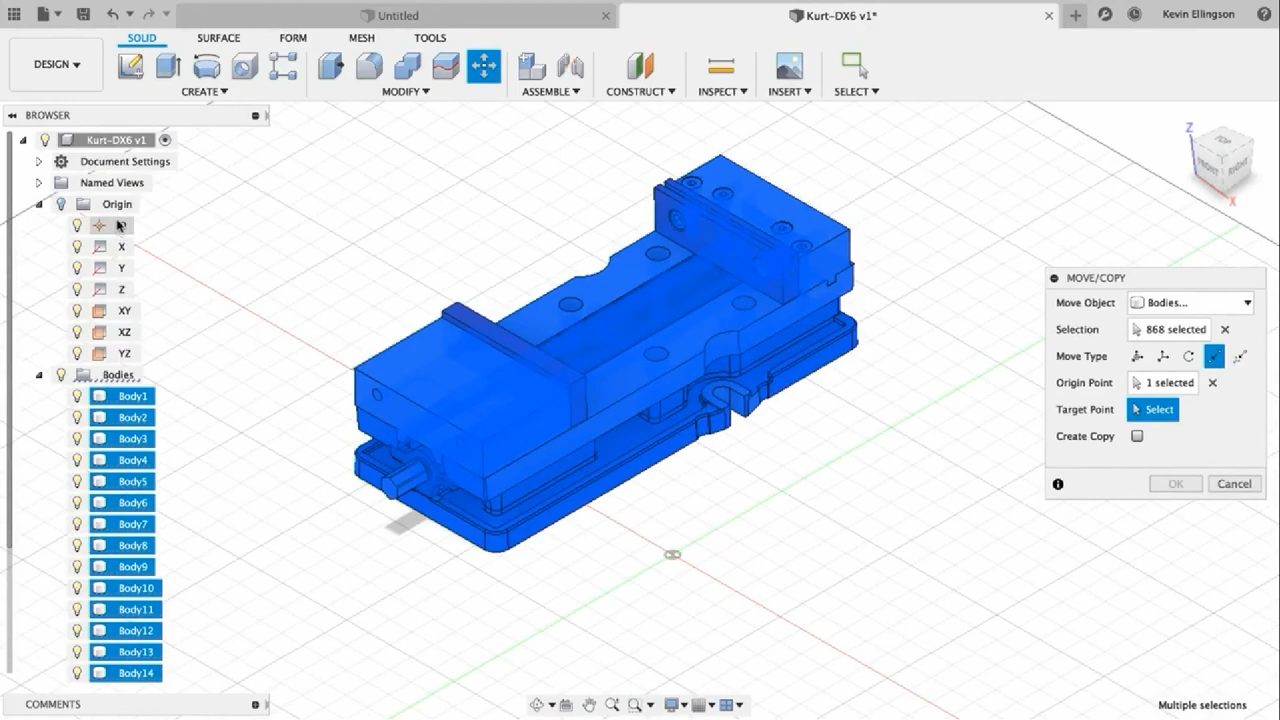 Untitled
Kurt-DX6 v1*
Kevin Ellingson
DESIGN
SOLID SURFACE FORM MESH TOOLS
CREATE MODIFY ASSEMBLE CONSTRUCT INSPECT INSERT SELECT
BROWSER
Kurt-DX6 v1
Document Settings
Named Views
Origin
X
Y
Z
XY
XZ
YZ
Bodies
Body1
Body2
Body3
Body4
Body5
Body6
Body7
Body8
Body9
Body10
Body11
Body12
Body13
Body14
COMMENTS
Z
FRONT RIGHT
X
MOVE/COPY
Move Object Bodies...
Selection 868 selected
Move Type
Origin Point 1 selected
Target Point Select
Create Copy
OK Cancel
Multiple selections